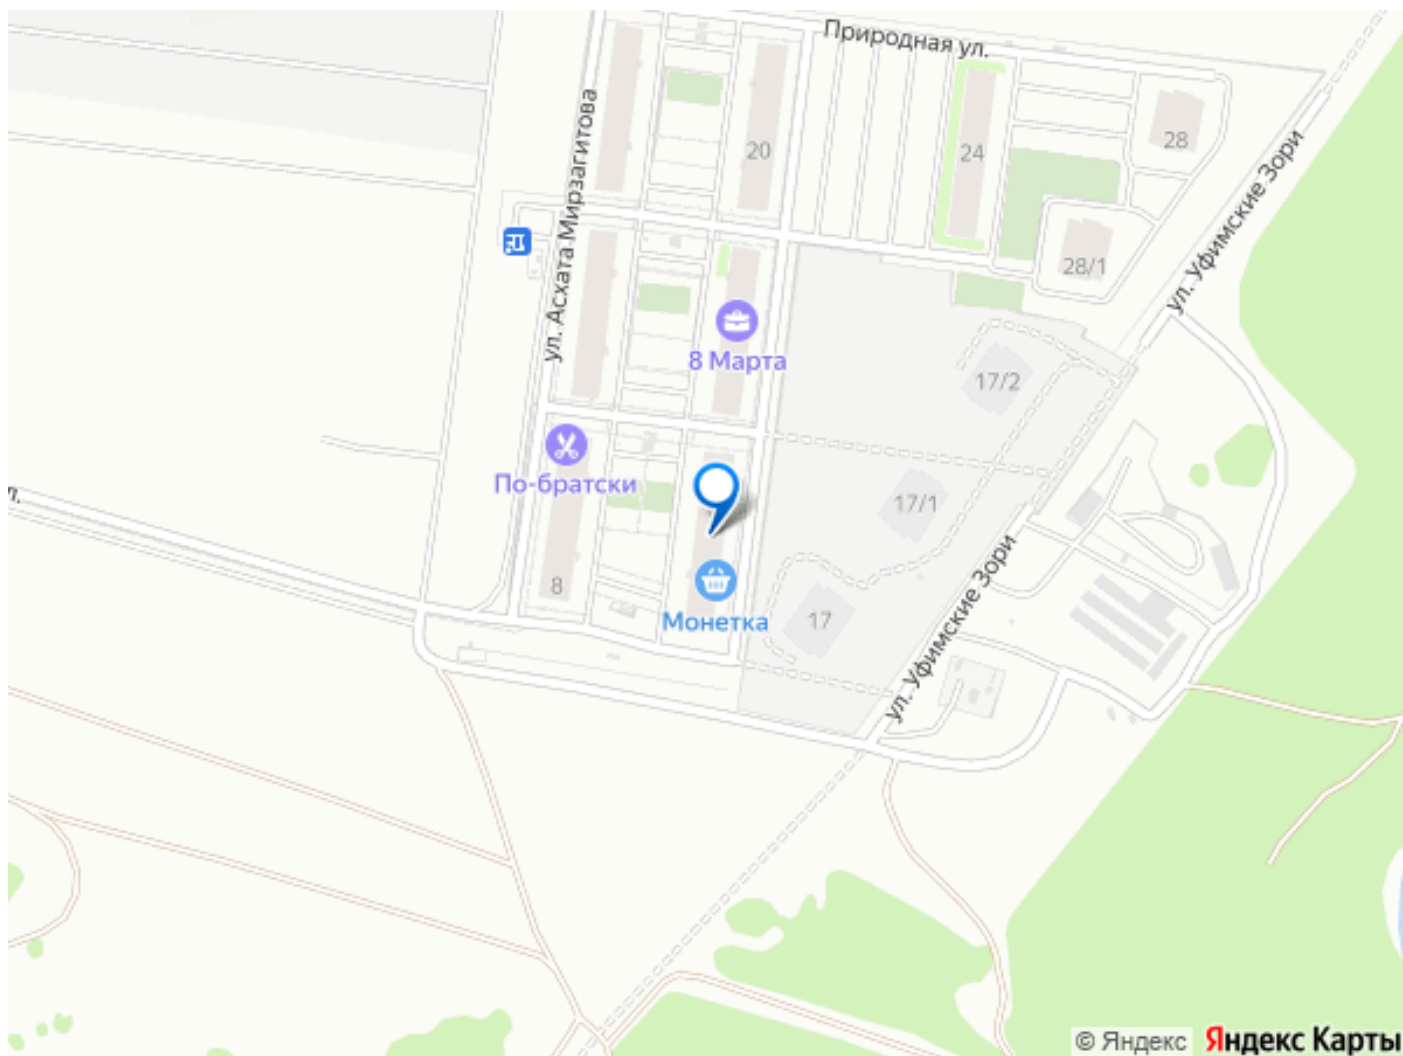 Природная ул.
ул. Асхата Мирзагитова
20
24
28
ул. Уфимские Зори
28/1
8 Марта
17/2
По-братски
17/1
8
Монетка
17
ул. Уфимские Зори
© Яндекс Яндекс Карты